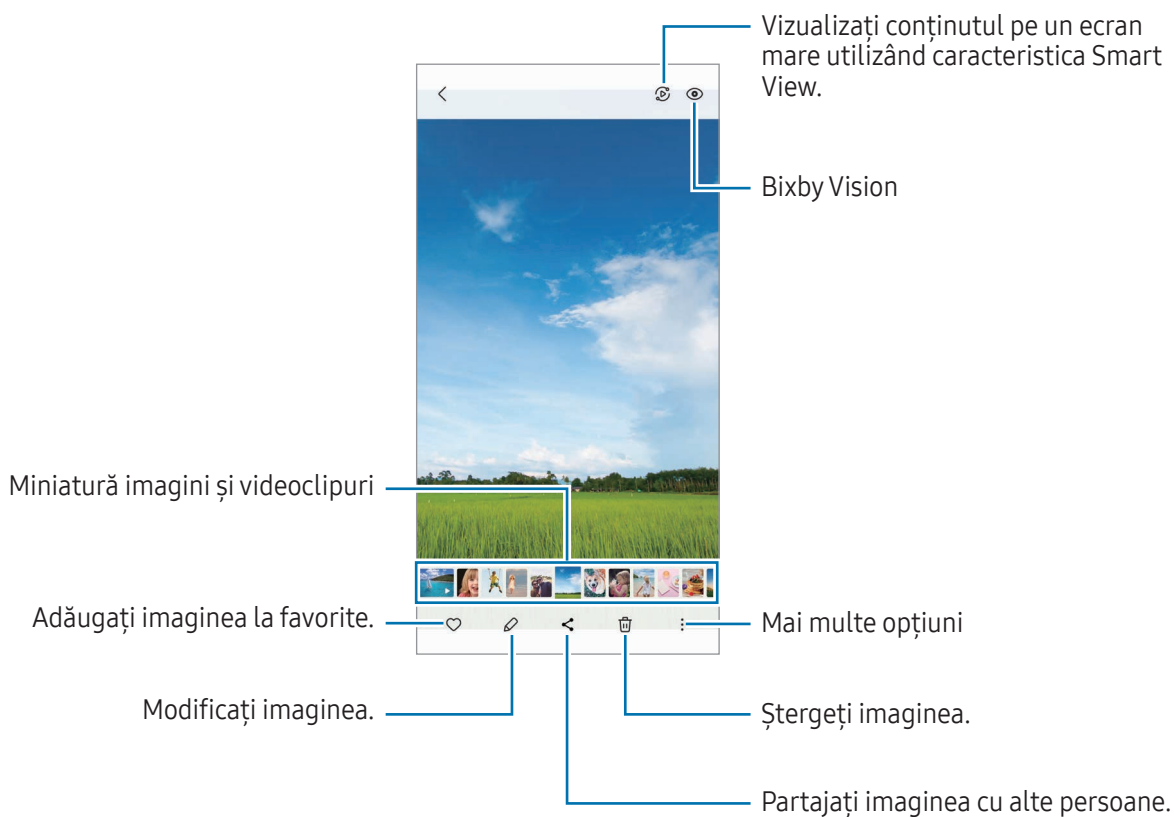 Vizualizați conținutul pe un ecran
mare utilizând caracteristica Smart
View.
Bixby Vision
Miniatură imagini și videoclipuri
Adăugați imaginea la favorite.
Mai multe opțiuni
Modificați imaginea.
Ștergeți imaginea.
Partajați imaginea cu alte persoane.